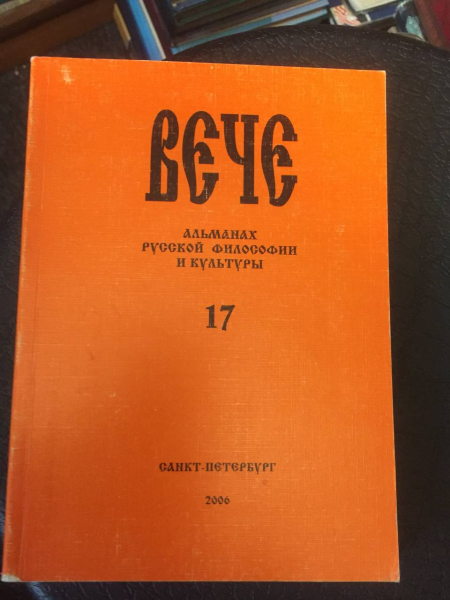 ВЕЧЕ
АЛЬМАНАХ
РУССКОЙ ФИЛОСОФИИ
И КУЛЬТУРЫ
17
САНКТ-ПЕТЕРБУРГ
2006